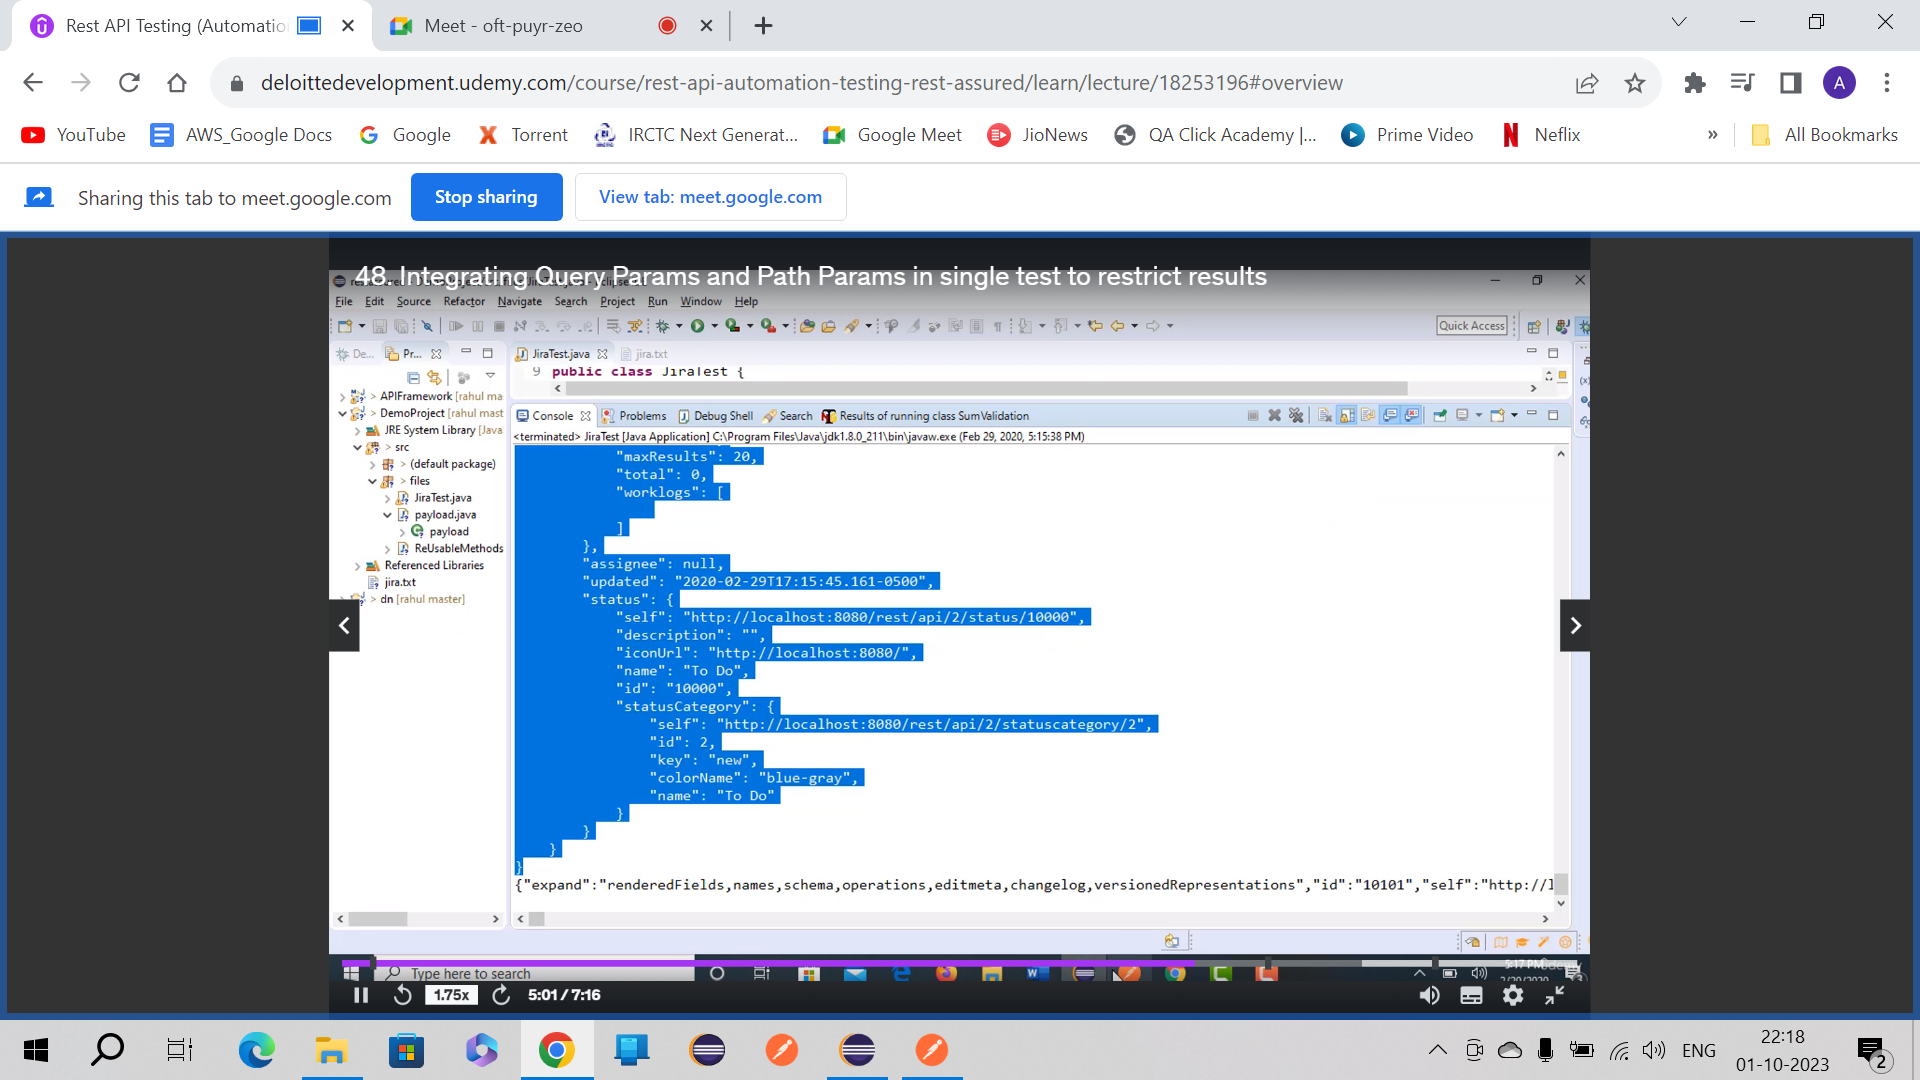 Rest API Testing (Automatio
Meet - oft-puyr-zeo
deloittedevelopment.udemy.com/course/rest-api-automation-testing-rest-assured/learn/lecture/18253196#overview
A
YouTube
AWS_Google Docs
Google
Torrent
IRCTC Next Generat...
Google Meet
JioNews
QA Click Academy |...
Prime Video
Neflix
»
All Bookmarks
Sharing this tab to meet.google.com
Stop sharing
View tab: meet.google.com
48. Integrating Query Params and Path Params in single test to restrict results
File Edit Source Refactor Navigate Search Project Run Window Help
Quick Access
De...
Pr...
JiraTest.java
jira.txt
9 public class JiraTest {
> APIFramework [rahul ma
> DemoProject [rahul mast
JRE System Library [Java
> src
> (default package)
> files
JiraTest.java
payload.java
payload
ReUsableMethods
Referenced Libraries
jira.txt
> dn [rahul master]
Console Problems Debug Shell Search Results of running class SumValidation
<terminated> JiraTest [Java Application] C:\Program Files\Java\jdk1.8.0_211\bin\javaw.exe (Feb 29, 2020, 5:15:38 PM)
"maxResults": 20,
"total": 0,
"worklogs": [
]
},
"assignee": null,
"updated": "2020-02-29T17:15:45.161-0500",
"status": {
"self": "http://localhost:8080/rest/api/2/status/10000",
"description": "",
"iconUrl": "http://localhost:8080/",
"name": "To Do",
"id": "10000",
"statusCategory": {
"self": "http://localhost:8080/rest/api/2/statuscategory/2",
"id": 2,
"key": "new",
"colorName": "blue-gray",
"name": "To Do"
}
}
}
}
{"expand":"renderedFields,names,schema,operations,editmeta,changelog,versionedRepresentations","id":"10101","self":"http://l
Type here to search
5:17 PM
1.75x
5:01 / 7:16
ENG
22:18
01-10-2023
2